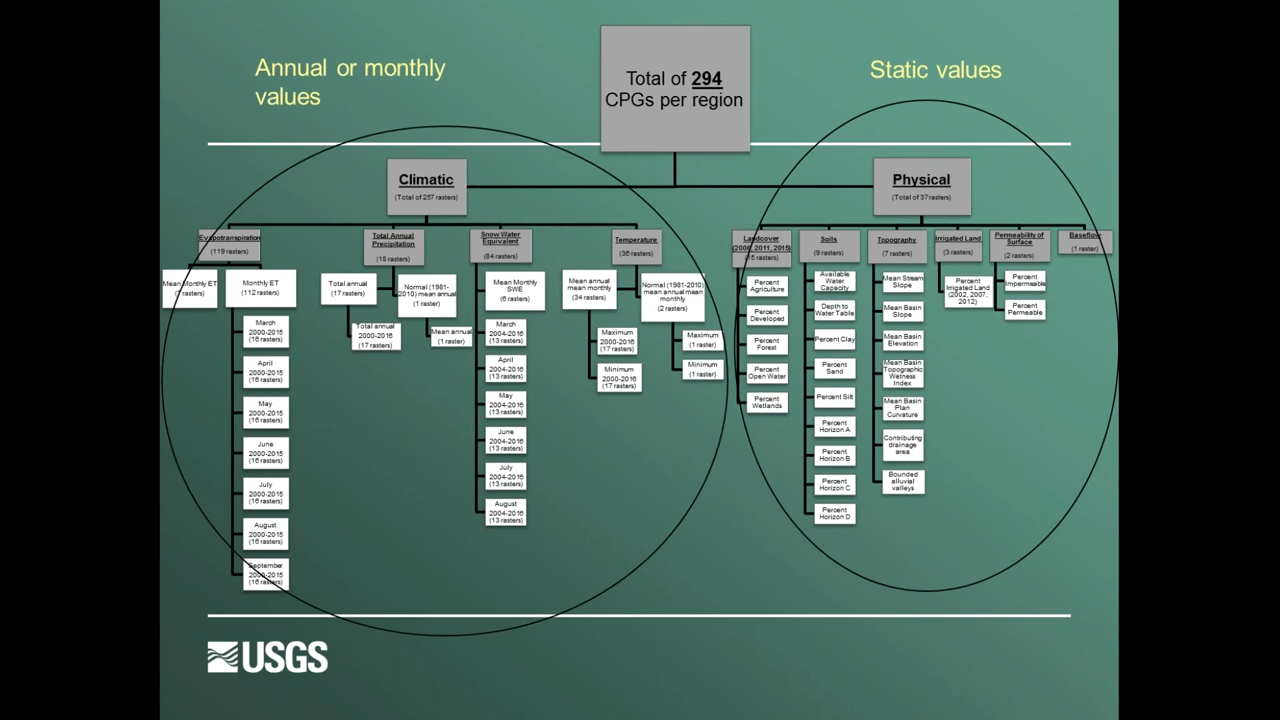 Annual or monthly
values
Total of 294
CPGs per region
Static values
Climatic
(Total of 257 rasters)
Physical
(Total of 37 rasters)
Evapotranspiration
(119 rasters)
Total Annual
Precipitation
(18 rasters)
Snow Water
Equivalent
(84 rasters)
Temperature
(36 rasters)
Landcover
(2006, 2011, 2015)
(15 rasters)
Soils
(9 rasters)
Topography
(7 rasters)
Irrigated Land
(3 rasters)
Permeability of
Surface
(2 rasters)
Baseflow
(1 raster)
Mean Monthly ET
(7 rasters)
Monthly ET
(112 rasters)
March
2000-2015
(16 rasters)
April
2000-2015
(16 rasters)
May
2000-2015
(16 rasters)
June
2000-2015
(16 rasters)
July
2000-2015
(16 rasters)
August
2000-2015
(16 rasters)
September
2000-2015
(16 rasters)
Total annual
(17 rasters)
Total annual
2000-2016
(17 rasters)
Normal (1981-
2010) mean annual
(1 raster)
Mean annual
(1 raster)
Mean Monthly
SWE
(6 rasters)
March
2004-2016
(13 rasters)
April
2004-2016
(13 rasters)
May
2004-2016
(13 rasters)
June
2004-2016
(13 rasters)
July
2004-2016
(13 rasters)
August
2004-2016
(13 rasters)
Mean annual
mean monthly
(34 rasters)
Maximum
2000-2016
(17 rasters)
Minimum
2000-2016
(17 rasters)
Normal (1981-2010)
mean annual mean
monthly
(2 rasters)
Maximum
(1 raster)
Minimum
(1 raster)
Percent
Agriculture
Percent
Developed
Percent
Forest
Percent
Open Water
Percent
Wetlands
Available
Water
Capacity
Depth to
Water Table
Percent Clay
Percent
Sand
Percent Silt
Percent
Horizon A
Percent
Horizon B
Percent
Horizon C
Percent
Horizon D
Mean Stream
Slope
Mean Basin
Slope
Mean Basin
Elevation
Mean Basin
Topographic
Wetness
Index
Mean Basin
Plan
Curvature
Contributing
drainage
area
Bounded
alluvial
valleys
Percent
Irrigated Land
(2002, 2007,
2012)
Percent
Impermeable
Percent
Permeable
USGS